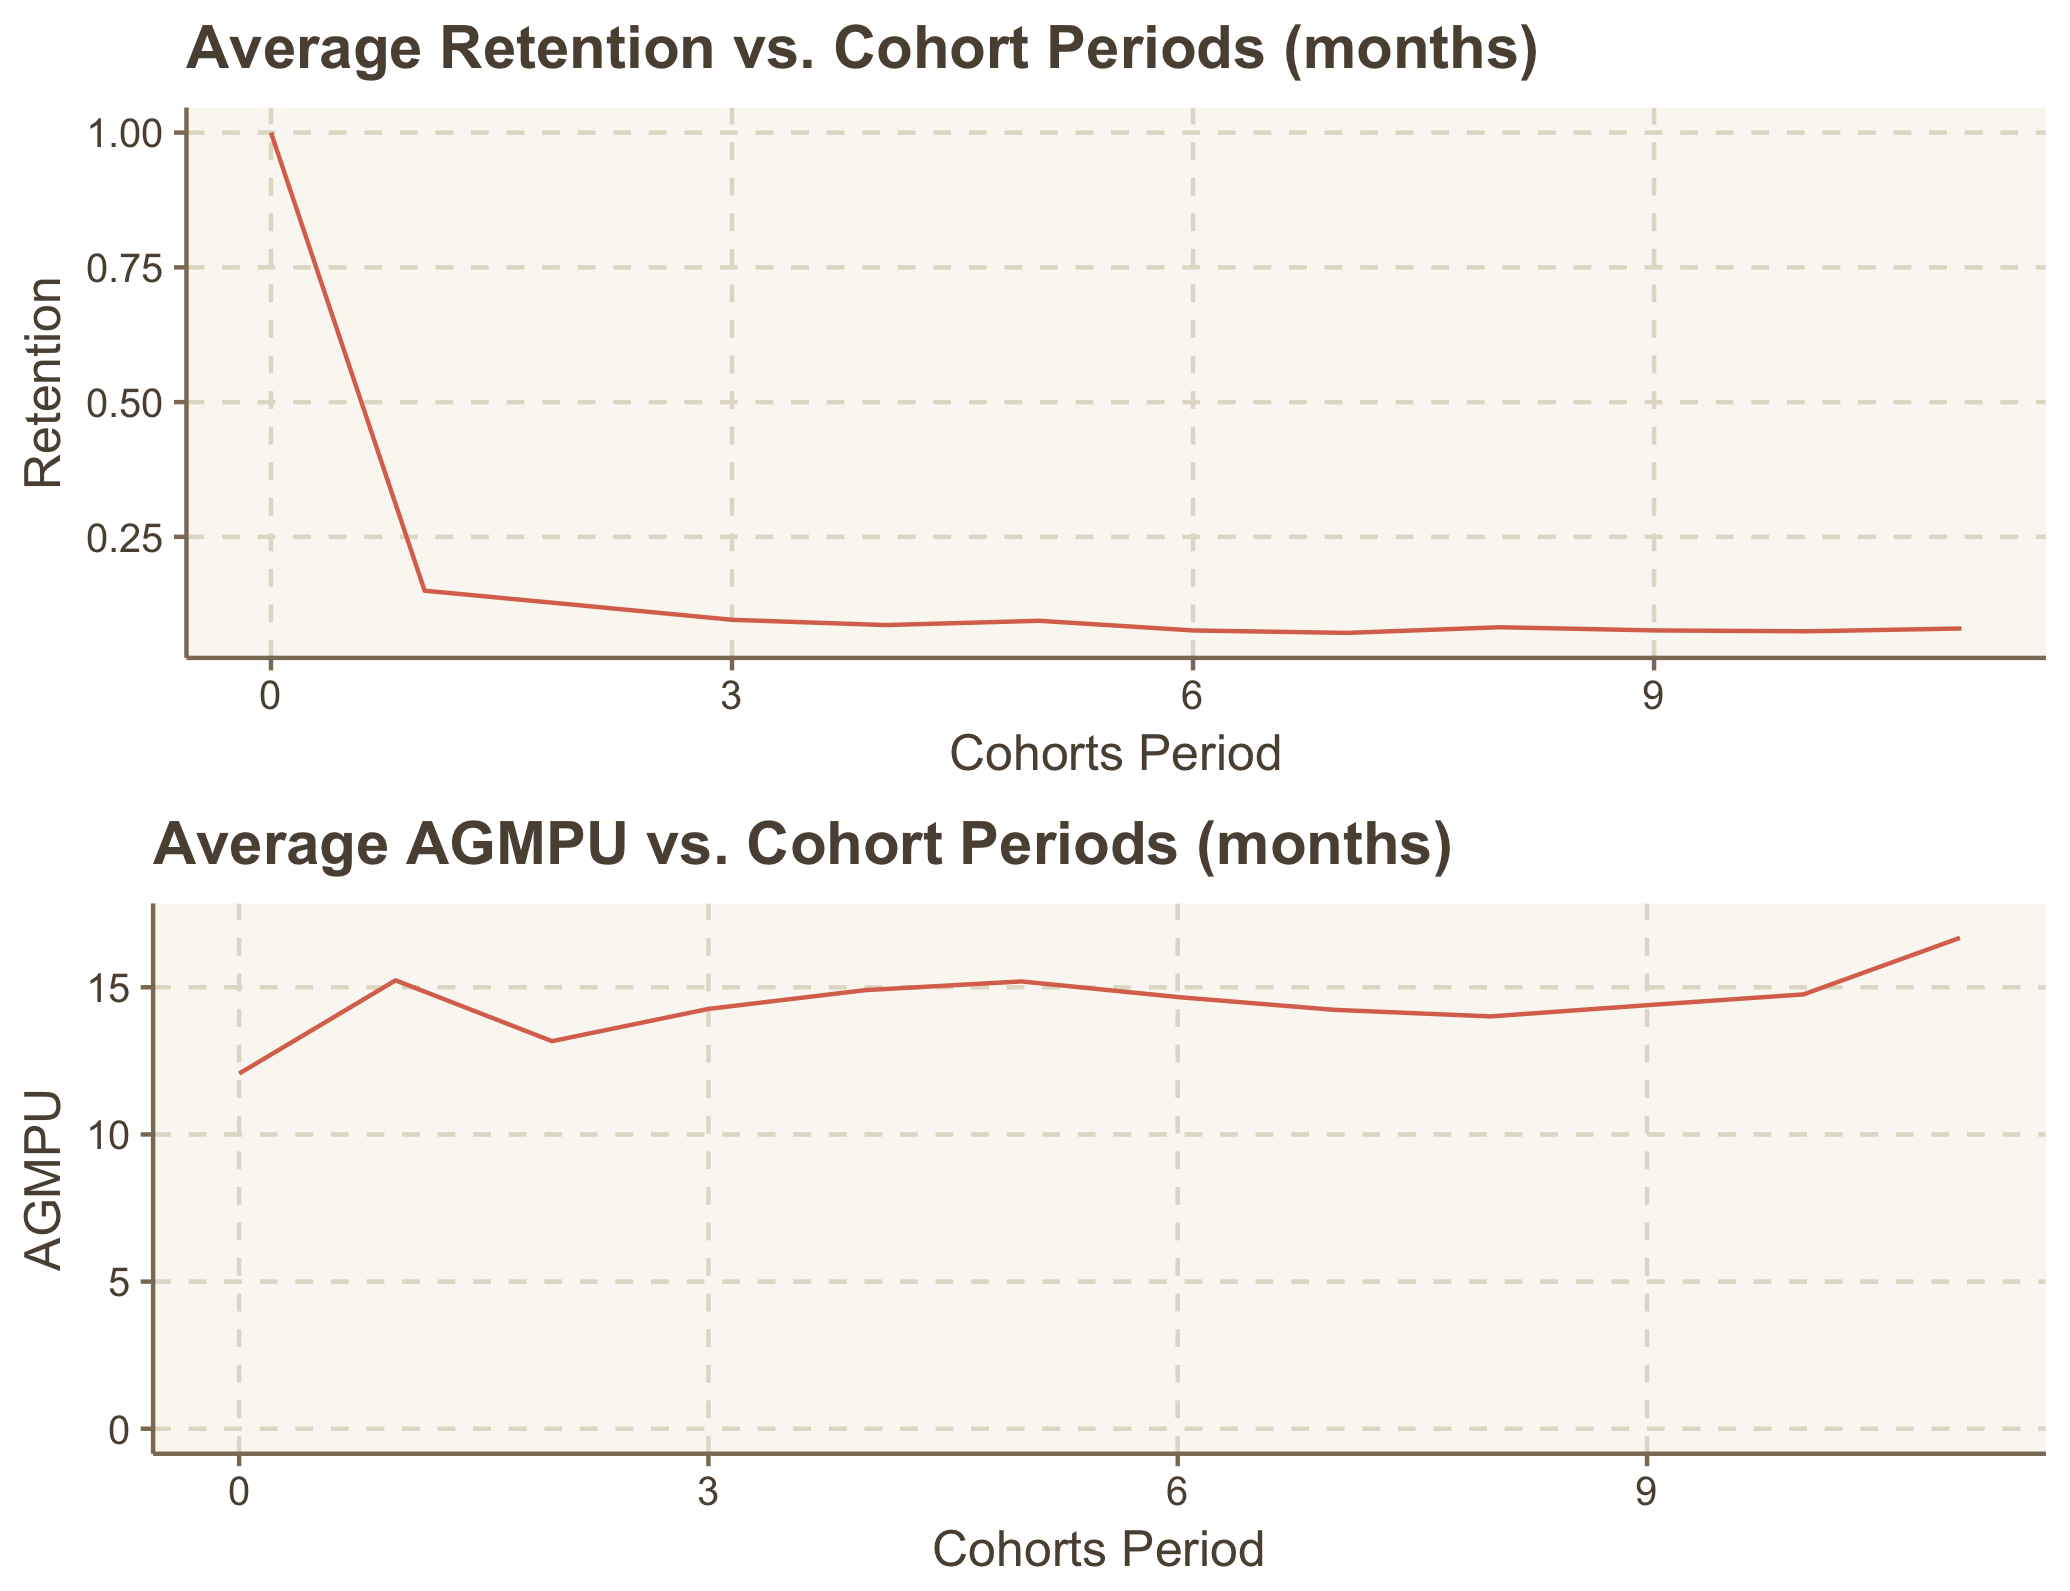 Average Retention vs. Cohort Periods (months)
Retention
1.00
0.75
0.50
0.25
0 3 6 9
Cohorts Period
Average AGMPU vs. Cohort Periods (months)
AGMPU
15
10
5
0
0 3 6 9
Cohorts Period